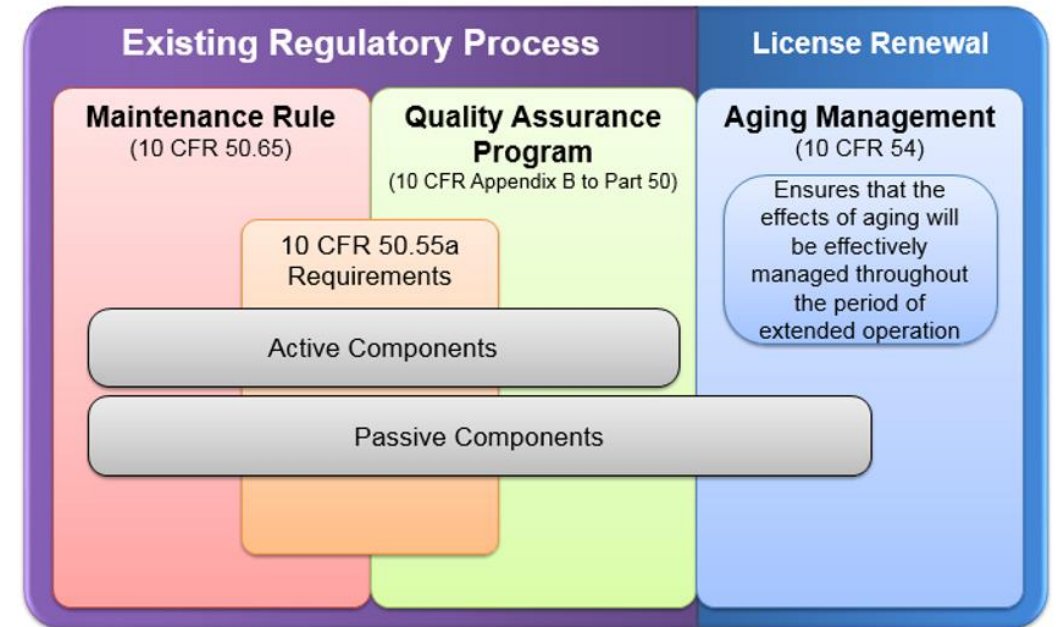 Existing Regulatory Process
License Renewal
Maintenance Rule
(10 CFR 50.65)
Quality Assurance
Program
(10 CFR Appendix B to Part 50)
Aging Management
(10 CFR 54)
Ensures that the
effects of aging will
be effectively
managed throughout
the period of
extended operation
10 CFR 50.55a
Requirements
Active Components
Passive Components